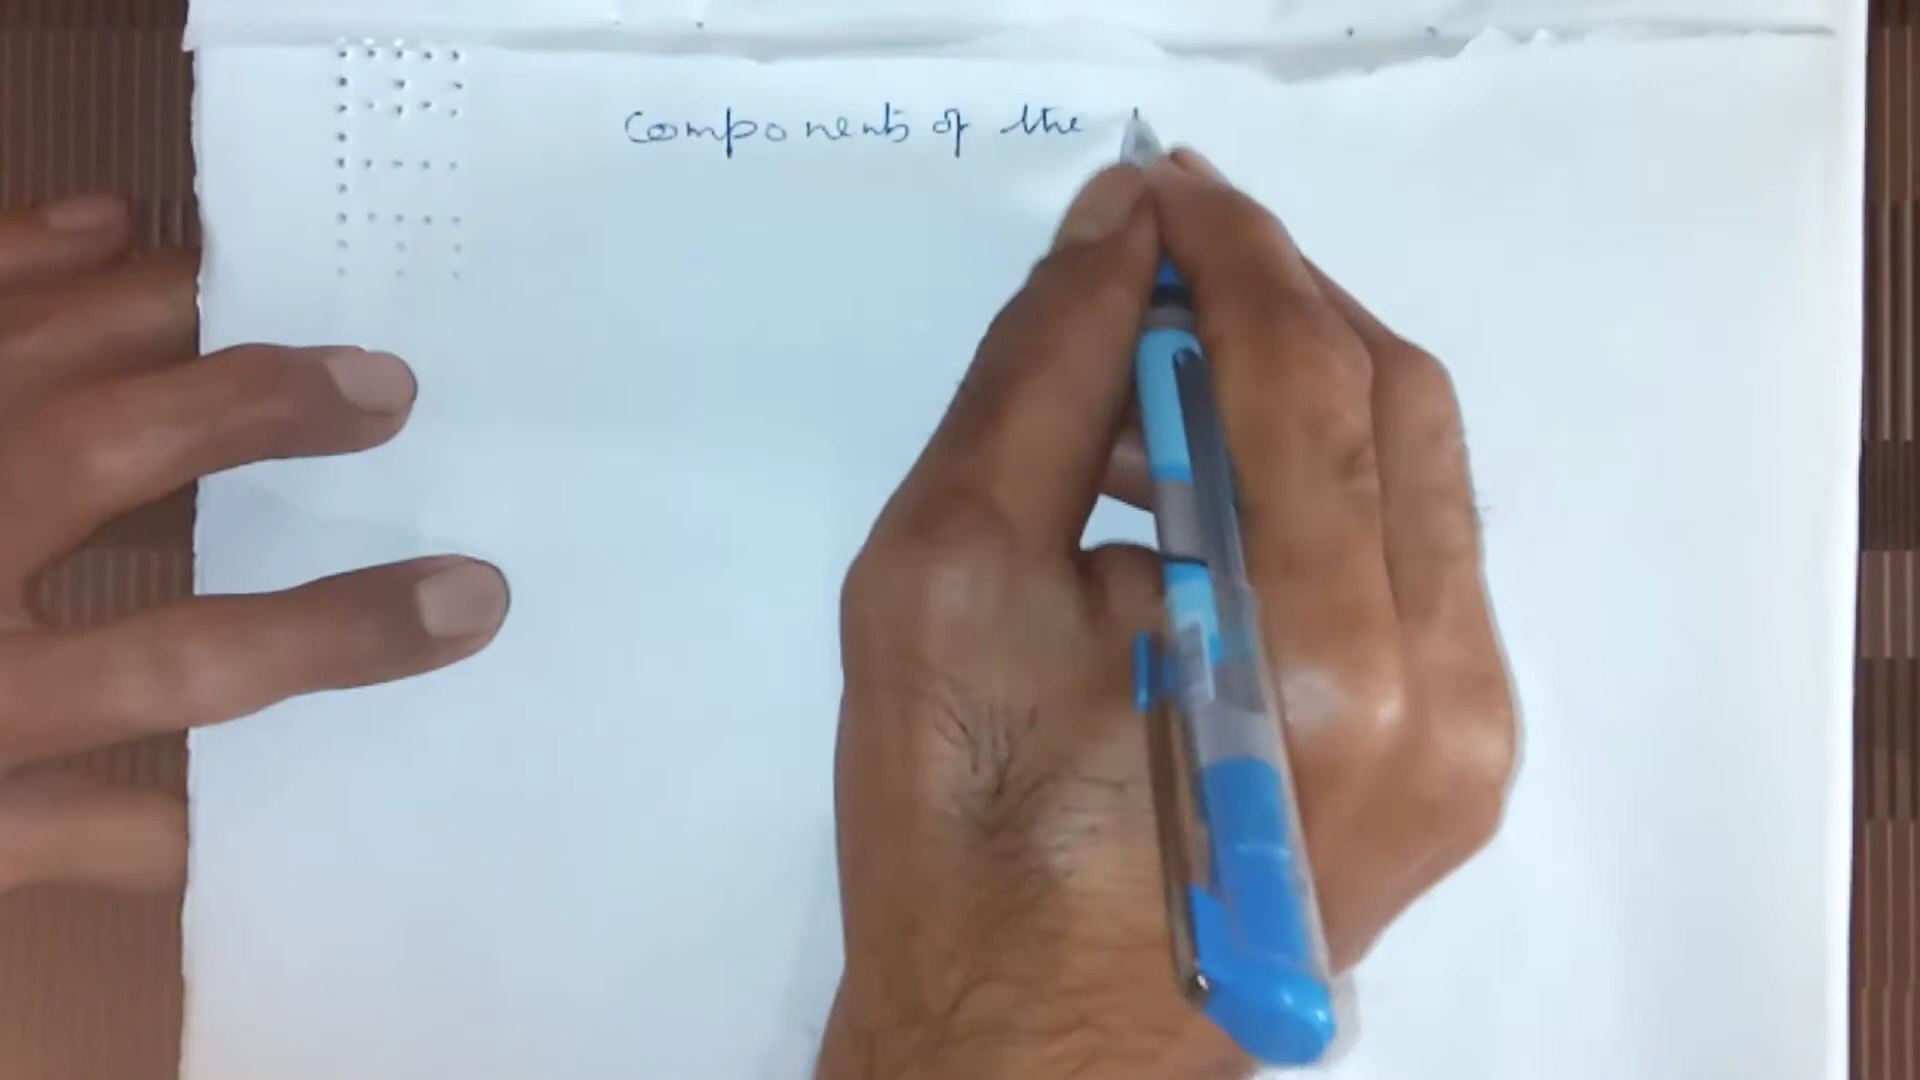 Components of the